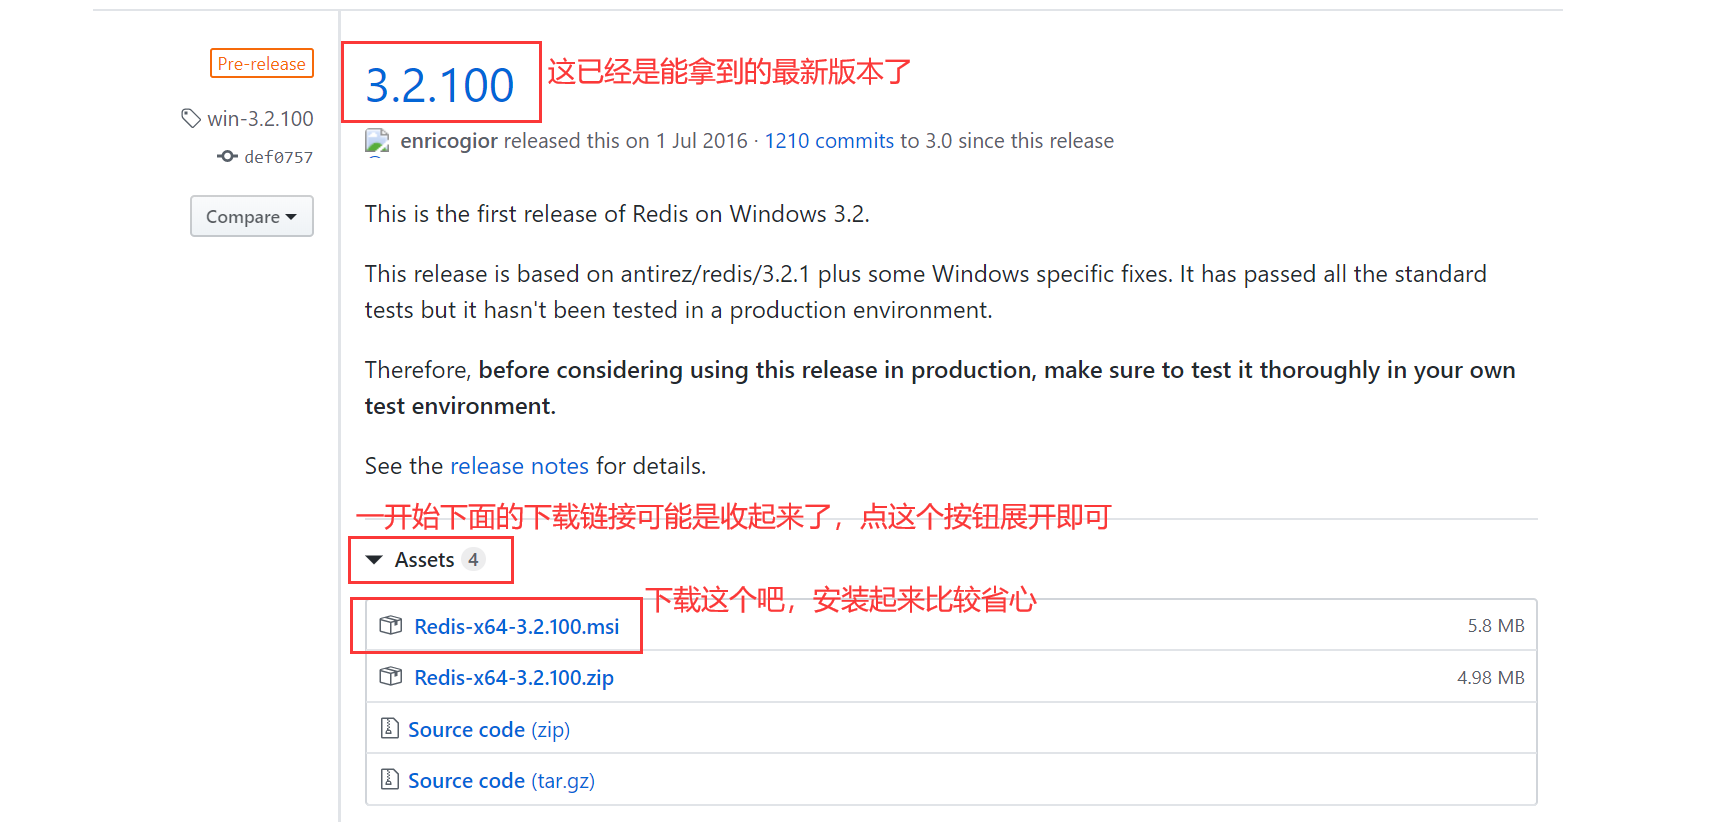 Pre-release
3.2.100
这已经是能拿到的最新版本了
win-3.2.100
def0757
enricogior released this on 1 Jul 2016 · 1210 commits to 3.0 since this release
Compare
This is the first release of Redis on Windows 3.2.
This release is based on antirez/redis/3.2.1 plus some Windows specific fixes. It has passed all the standard
tests but it hasn't been tested in a production environment.
Therefore, before considering using this release in production, make sure to test it thoroughly in your own
test environment.
See the release notes for details.
一开始下面的下载链接可能是收起来了，点这个按钮展开即可
Assets 4
下载这个吧，安装起来比较省心
Redis-x64-3.2.100.msi 5.8 MB
Redis-x64-3.2.100.zip 4.98 MB
Source code (zip)
Source code (tar.gz)